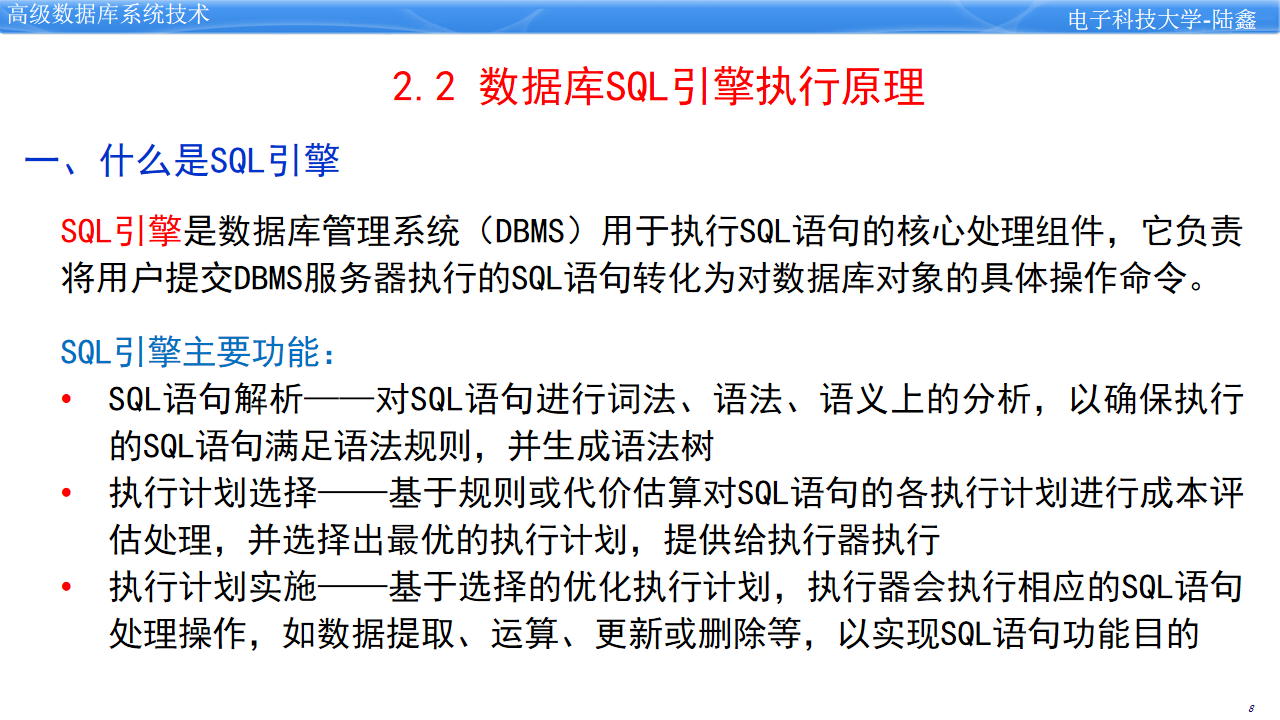 高级数据库系统技术
电子科技大学-陆鑫
2.2 数据库SQL引擎执行原理
一、什么是SQL引擎
SQL引擎是数据库管理系统（DBMS）用于执行SQL语句的核心处理组件，它负责
将用户提交DBMS服务器执行的SQL语句转化为对数据库对象的具体操作命令。
SQL引擎主要功能：
• SQL语句解析——对SQL语句进行词法、语法、语义上的分析，以确保执行
的SQL语句满足语法规则，并生成语法树
• 执行计划选择——基于规则或代价估算对SQL语句的各执行计划进行成本评
估处理，并选择出最优的执行计划，提供给执行器执行
• 执行计划实施——基于选择的优化执行计划，执行器会执行相应的SQL语句
处理操作，如数据提取、运算、更新或删除等，以实现SQL语句功能目的
8